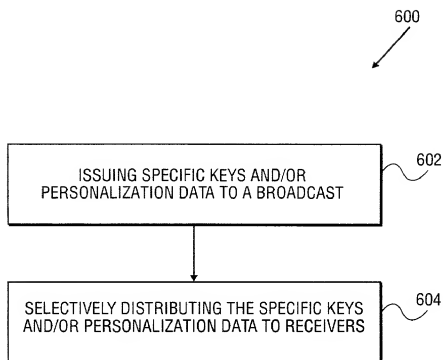 600
ISSUING SPECIFIC KEYS AND/OR
PERSONALIZATION DATA TO A BROADCAST
602
SELECTIVELY DISTRIBUTING THE SPECIFIC KEYS
AND/OR PERSONALIZATION DATA TO RECEIVERS
604